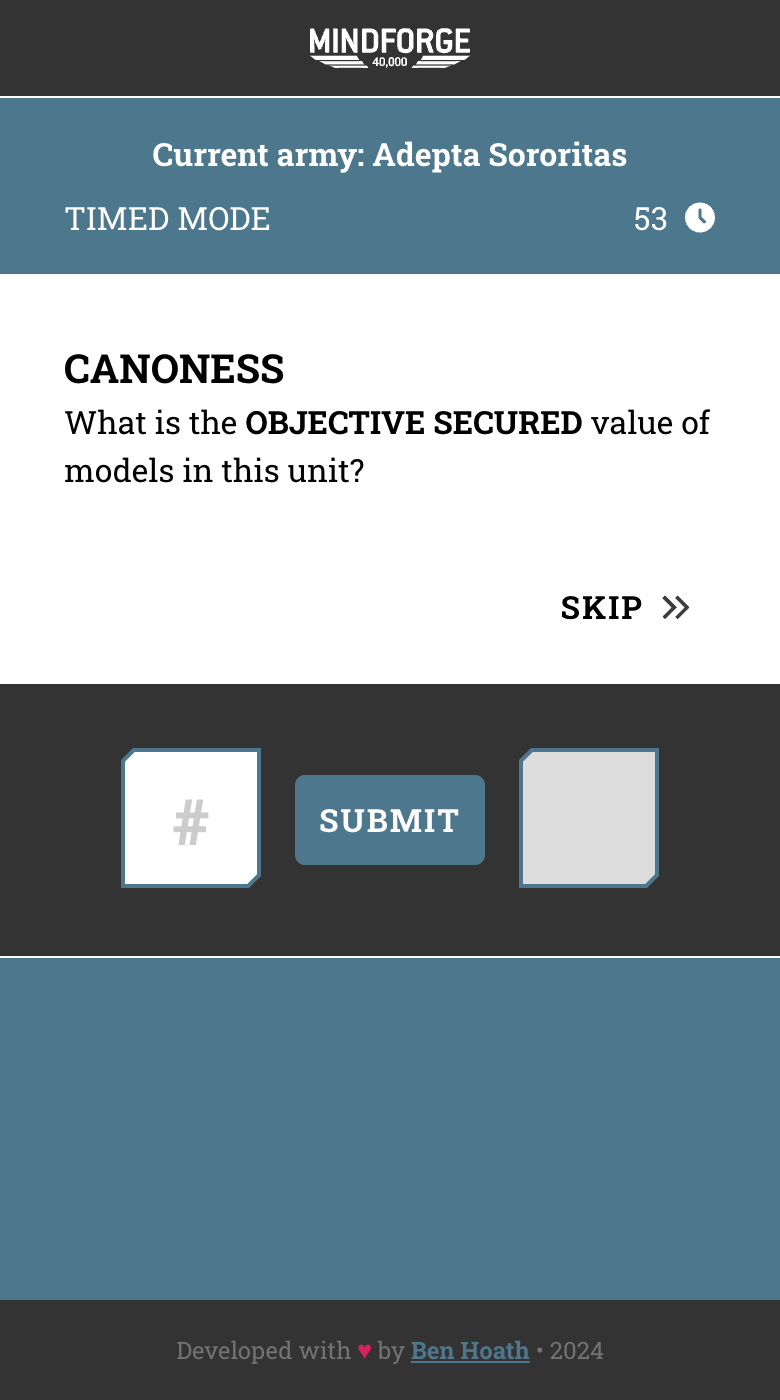 MINDFORGE
40,000
Current army: Adepta Sororitas
TIMED MODE
53
CANONESS
What is the OBJECTIVE SECURED value of
models in this unit?
SKIP
#
SUBMIT
Developed with ♥ by Ben Hoath • 2024